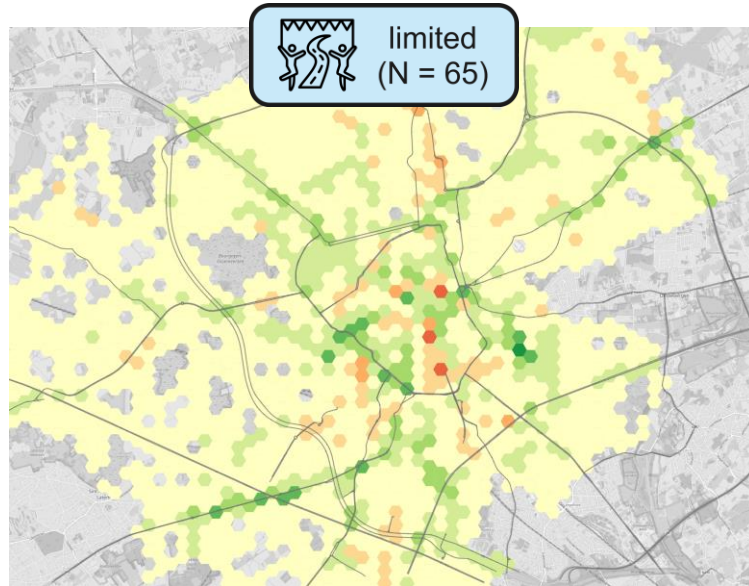 limited
(N = 65)